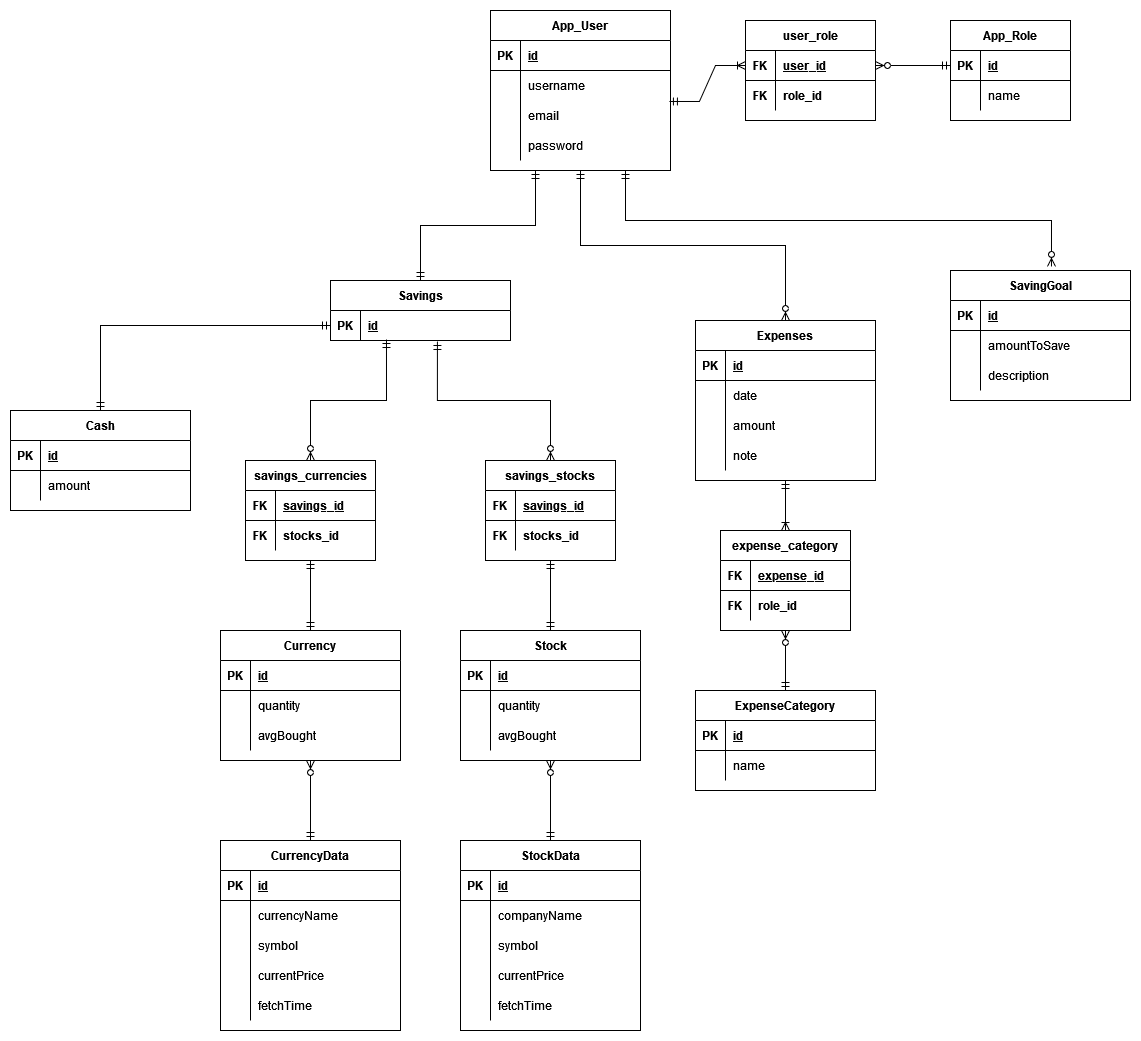 App_User
PK id
username
email
password
user_role
FK user_id
FK role_id
App_Role
PK id
name
Savings
PK id
SavingGoal
PK id
amountToSave
description
Expenses
PK id
date
amount
note
Cash
PK id
amount
savings_currencies
FK savings_id
FK stocks_id
savings_stocks
FK savings_id
FK stocks_id
expense_category
FK expense_id
FK role_id
Currency
PK id
quantity
avgBought
Stock
PK id
quantity
avgBought
ExpenseCategory
PK id
name
CurrencyData
PK id
currencyName
symbol
currentPrice
fetchTime
StockData
PK id
companyName
symbol
currentPrice
fetchTime